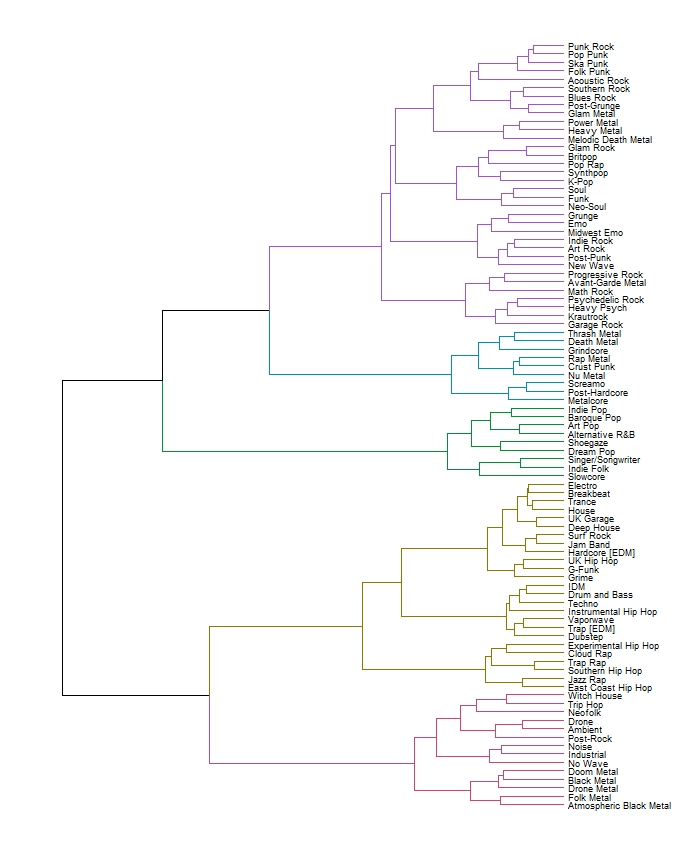 Punk Rock
Pop Punk
Ska Punk
Folk Punk
Acoustic Rock
Southern Rock
Blues Rock
Post-Grunge
Glam Metal
Power Metal
Heavy Metal
Melodic Death Metal
Glam Rock
Britpop
Pop Rap
Synthpop
K-Pop
Soul
Funk
Neo-Soul
Grunge
Emo
Midwest Emo
Indie Rock
Art Rock
Post-Punk
New Wave
Progressive Rock
Avant-Garde Metal
Math Rock
Psychedelic Rock
Heavy Psych
Krautrock
Garage Rock
Thrash Metal
Death Metal
Grindcore
Rap Metal
Crust Punk
Nu Metal
Screamo
Post-Hardcore
Metalcore
Indie Pop
Baroque Pop
Art Pop
Alternative R&B
Shoegaze
Dream Pop
Singer/Songwriter
Indie Folk
Slowcore
Electro
Breakbeat
Trance
House
UK Garage
Deep House
Surf Rock
Jam Band
Hardcore [EDM]
UK Hip Hop
G-Funk
Grime
IDM
Drum and Bass
Techno
Instrumental Hip Hop
Vaporwave
Trap [EDM]
Dubstep
Experimental Hip Hop
Cloud Rap
Trap Rap
Southern Hip Hop
Jazz Rap
East Coast Hip Hop
Witch House
Trip Hop
Neofolk
Drone
Ambient
Post-Rock
Noise
Industrial
No Wave
Doom Metal
Black Metal
Drone Metal
Folk Metal
Atmospheric Black Metal